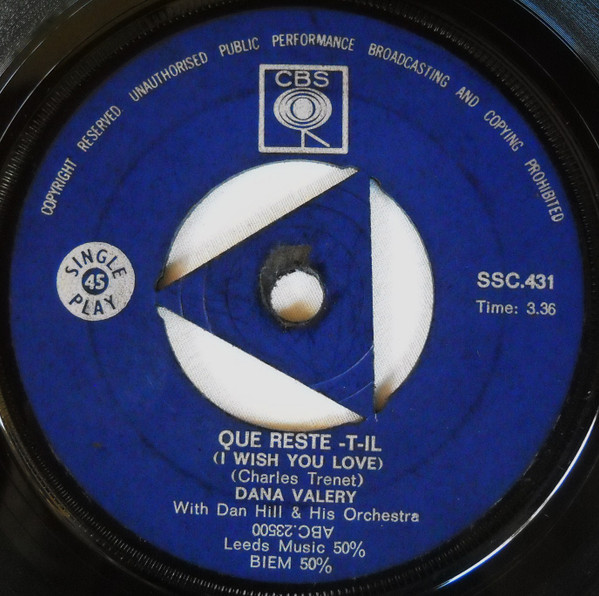 COPYRIGHT RESERVED UNAUTHORISED PUBLIC PERFORMANCE BROADCASTING AND COPYING PROHIBITED
CBS
SINGLE
45
PLAY
SSC.431
Time: 3.36
QUE RESTE -T-IL
(I WISH YOU LOVE)
(Charles Trenet)
DANA VALERY
With Dan Hill & His Orchestra
ABC.23500
Leeds Music 50%
BIEM 50%